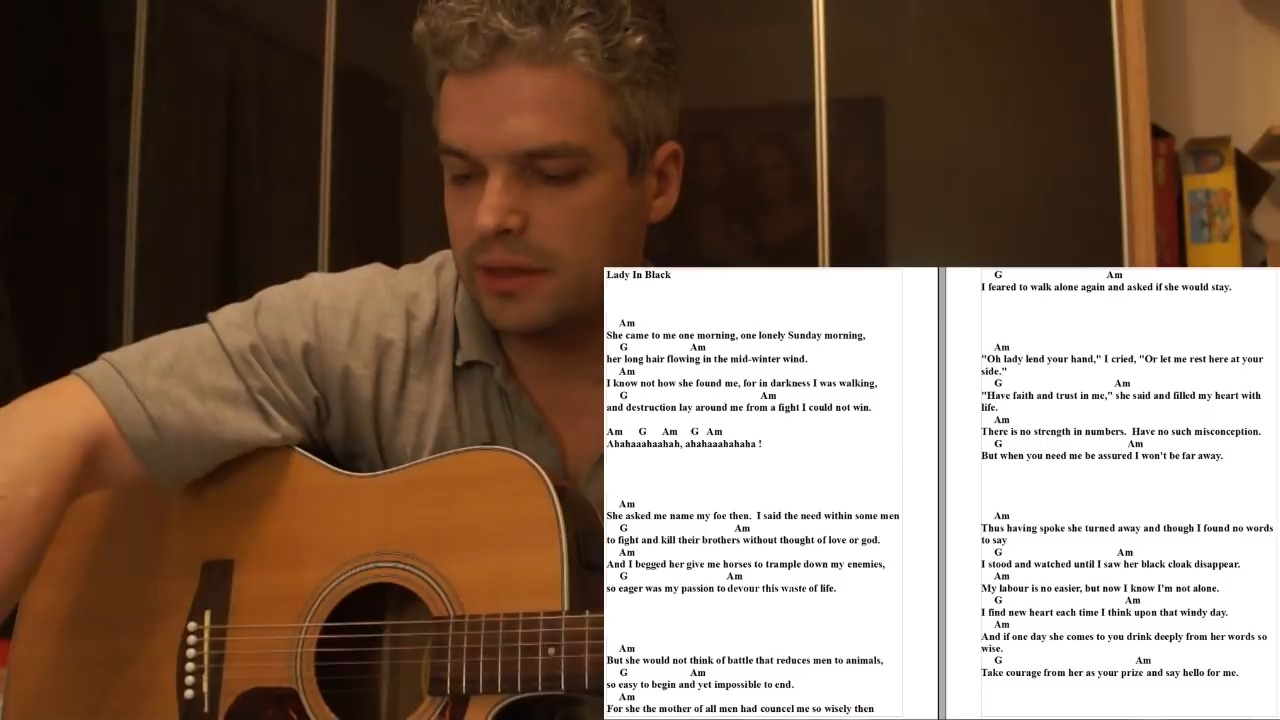 Lady In Black
Am
She came to me one morning, one lonely Sunday morning,
G Am
her long hair flowing in the mid-winter wind.
Am
I know not how she found me, for in darkness I was walking,
G Am
and destruction lay around me from a fight I could not win.
Am G Am G Am
Ahahaaahaahah, ahahaaahahaha !
Am
She asked me name my foe then. I said the need within some men
G Am
to fight and kill their brothers without thought of love or god.
Am
And I begged her give me horses to trample down my enemies,
G Am
so eager was my passion to devour this waste of life.
Am
But she would not think of battle that reduces men to animals,
G Am
so easy to begin and yet impossible to end.
Am
For she the mother of all men had councel me so wisely then
G Am
I feared to walk alone again and asked if she would stay.
Am
"Oh lady lend your hand," I cried, "Or let me rest here at your
side."
G Am
"Have faith and trust in me," she said and filled my heart with
life.
Am
There is no strength in numbers. Have no such misconception.
G Am
But when you need me be assured I won't be far away.
Am
Thus having spoke she turned away and though I found no words
to say
G Am
I stood and watched until I saw her black cloak disappear.
Am
My labour is no easier, but now I know I'm not alone.
G Am
I find new heart each time I think upon that windy day.
Am
And if one day she comes to you drink deeply from her words so
wise.
G Am
Take courage from her as your prize and say hello for me.